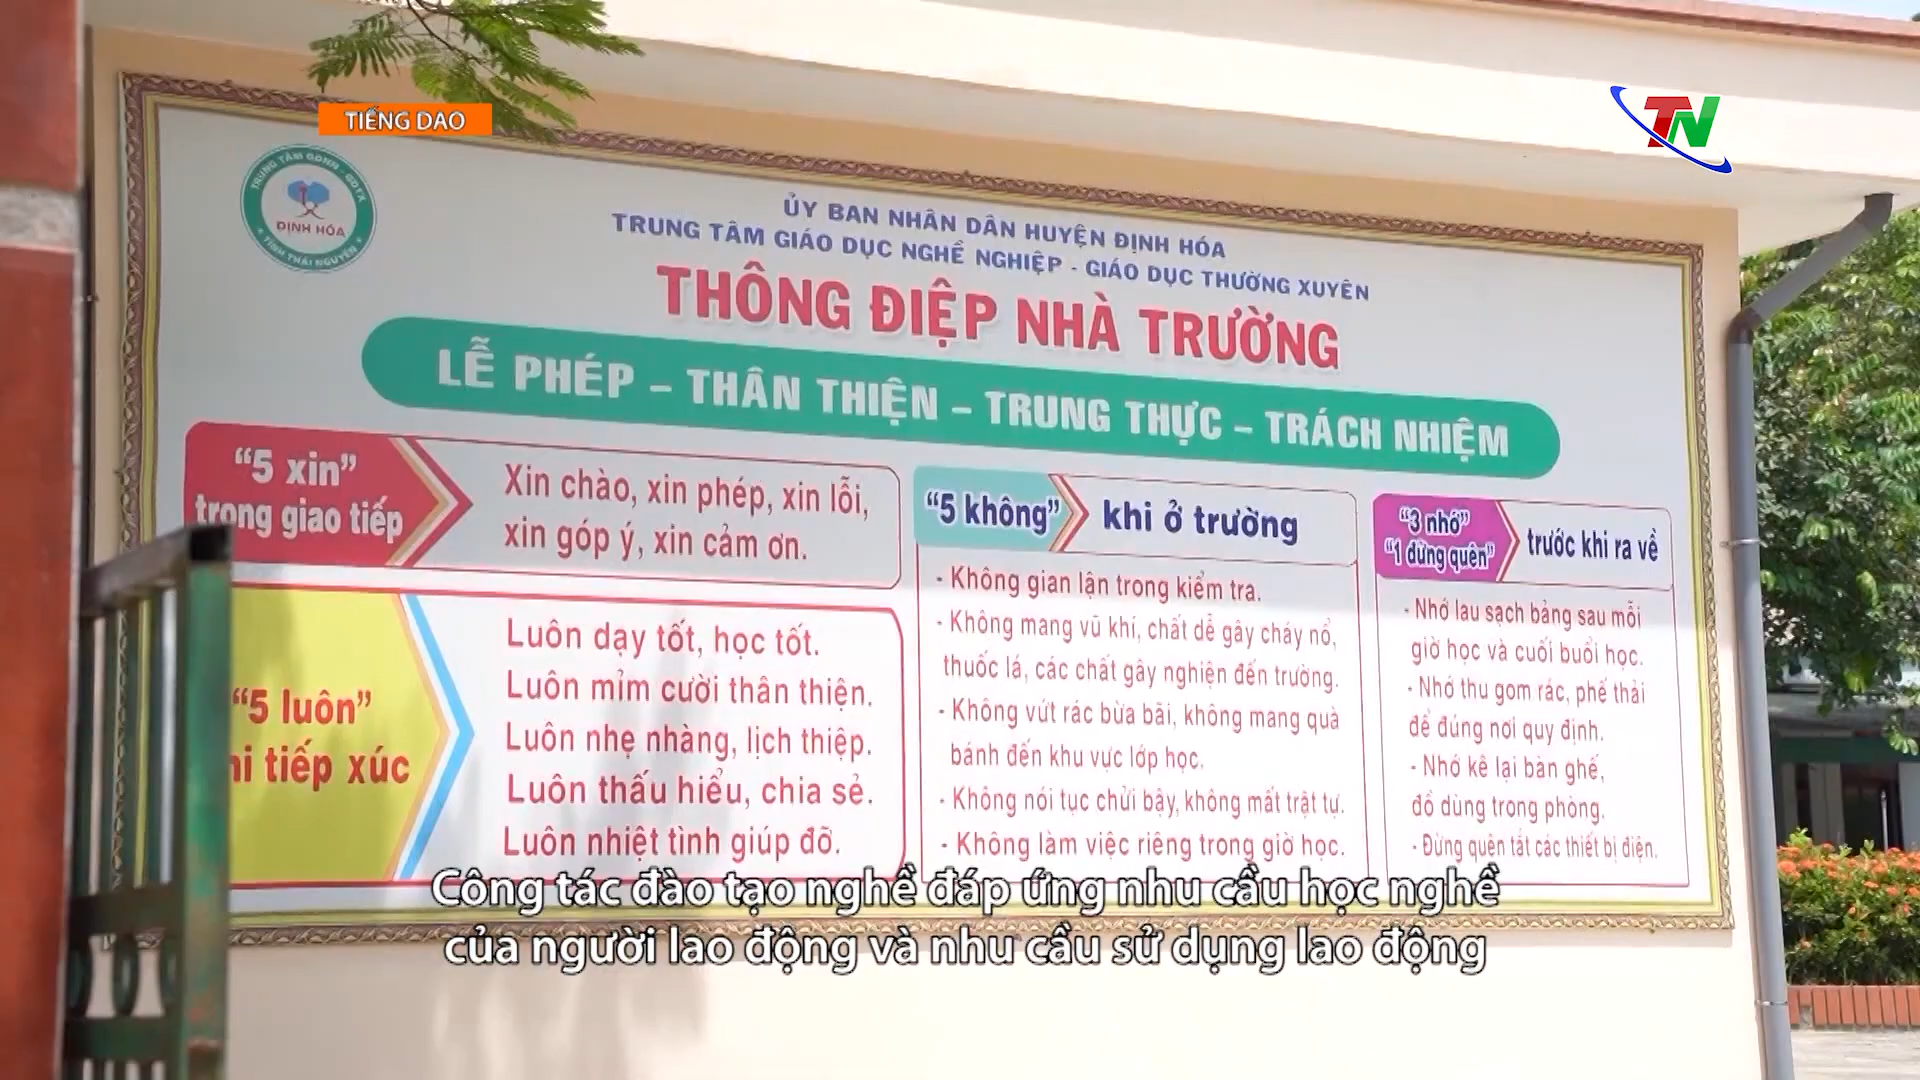 TIẾNG DAO
TN
TRUNG TÂM GDNN - GDTX
ĐỊNH HÓA
TỈNH THÁI NGUYÊN
ỦY BAN NHÂN DÂN HUYỆN ĐỊNH HÓA
TRUNG TÂM GIÁO DỤC NGHỀ NGHIỆP - GIÁO DỤC THƯỜNG XUYÊN
THÔNG ĐIỆP NHÀ TRƯỜNG
LỄ PHÉP – THÂN THIỆN – TRUNG THỰC – TRÁCH NHIỆM
“5 xin”
trong giao tiếp
Xin chào, xin phép, xin lỗi,
xin góp ý, xin cảm ơn.
“5 luôn”
hi tiếp xúc
Luôn dạy tốt, học tốt.
Luôn mỉm cười thân thiện.
Luôn nhẹ nhàng, lịch thiệp.
Luôn thấu hiểu, chia sẻ.
Luôn nhiệt tình giúp đỡ.
“5 không” khi ở trường
- Không gian lận trong kiểm tra.
- Không mang vũ khí, chất dễ gây cháy nổ,
thuốc lá, các chất gây nghiện đến trường.
- Không vứt rác bừa bãi, không mang quà
bánh đến khu vực lớp học.
- Không nói tục chửi bậy, không mất trật tự.
- Không làm việc riêng trong giờ học.
“3 nhớ”
“1 đừng quên”
trước khi ra về
- Nhớ lau sạch bảng sau mỗi
giờ học và cuối buổi học.
- Nhớ thu gom rác, phế thải
để đúng nơi quy định.
- Nhớ kê lại bàn ghế,
đồ dùng trong phòng.
- Đừng quên tắt các thiết bị điện.
Công tác đào tạo nghề đáp ứng nhu cầu học nghề
của người lao động và nhu cầu sử dụng lao động